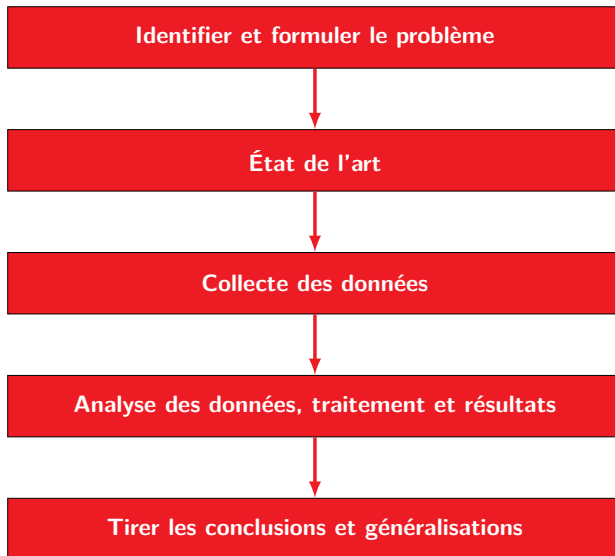 Identifier et formuler le problème
État de l'art
Collecte des données
Analyse des données, traitement et résultats
Tirer les conclusions et généralisations